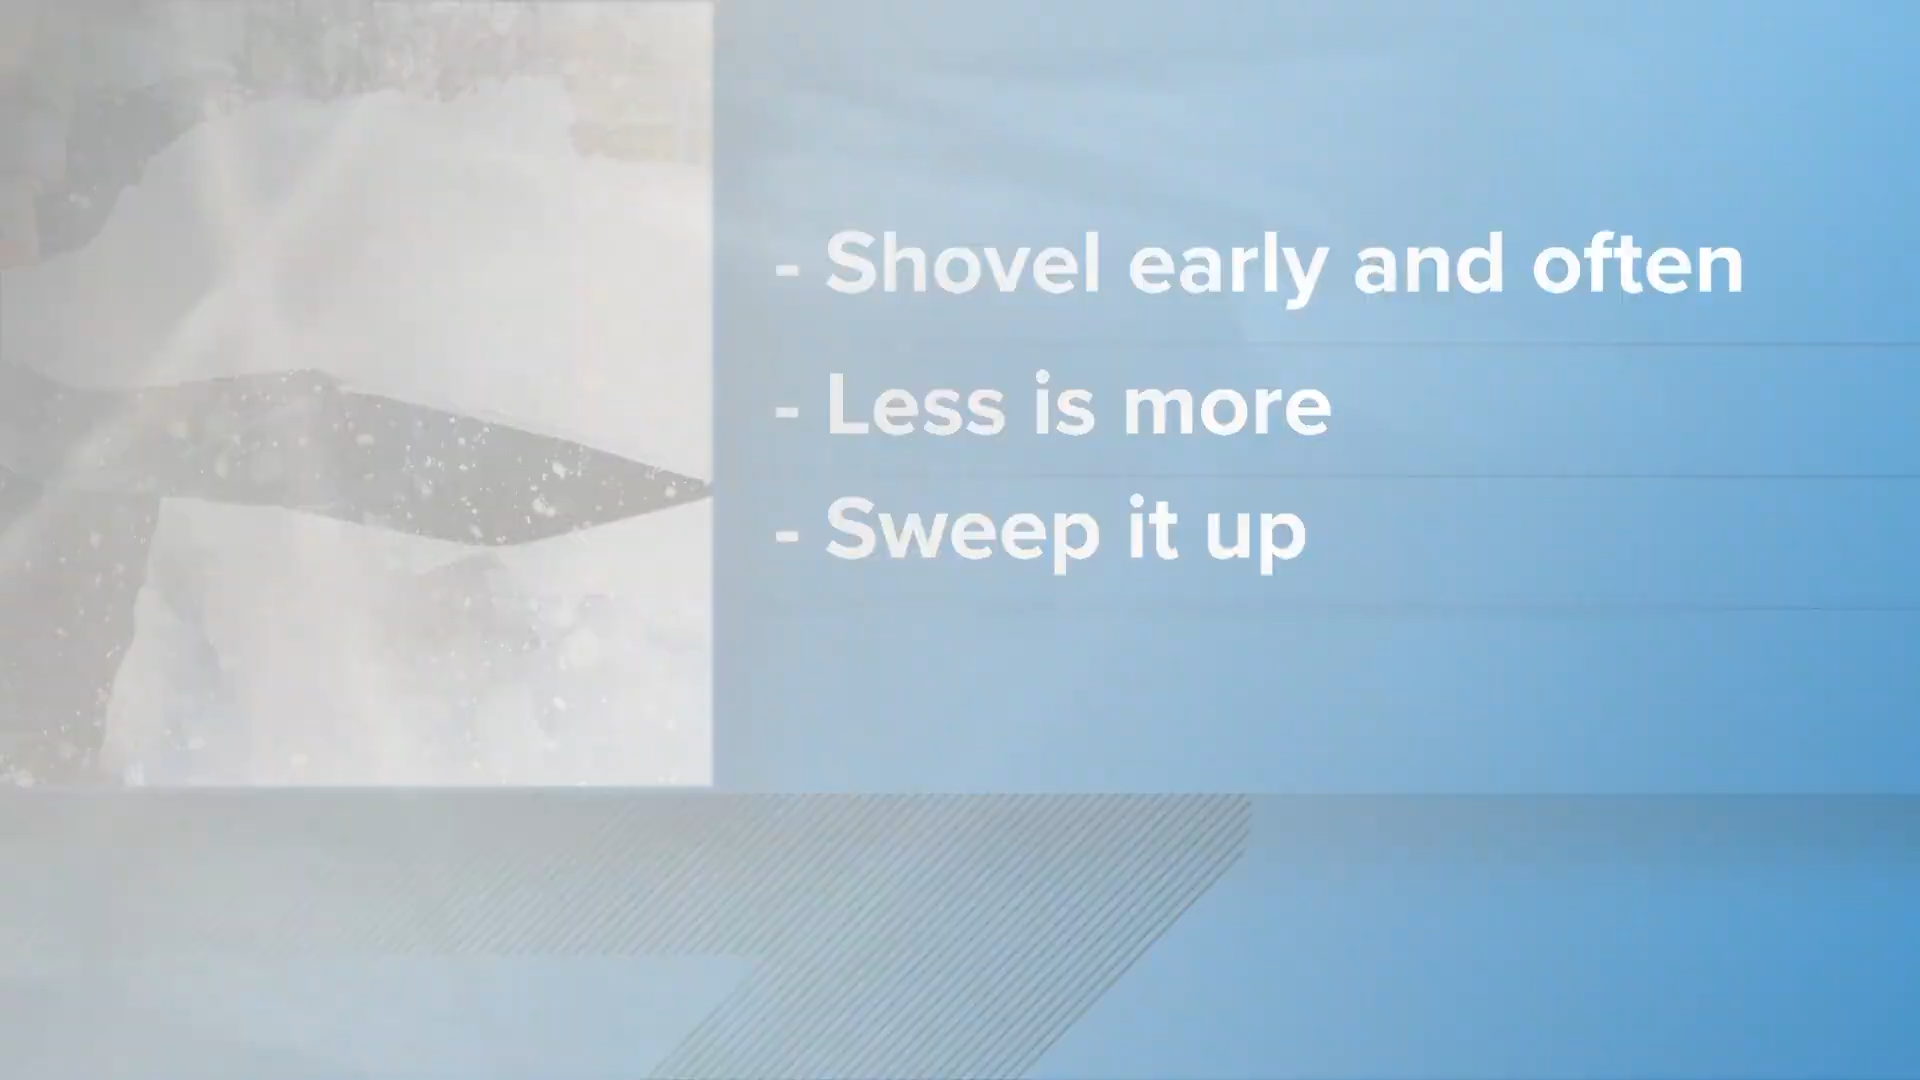 - Shovel early and often
- Less is more
- Sweep it up